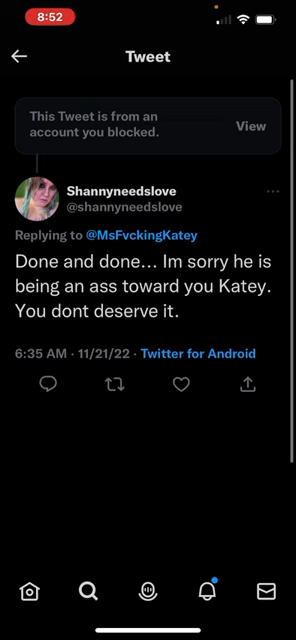 8:52
Tweet
This Tweet is from an
account you blocked.
View
Shannyneedslove
@shannyneedslove
Replying to @MsFvckingKatey
Done and done... Im sorry he is
being an ass toward you Katey.
You dont deserve it.
6:35 AM · 11/21/22 · Twitter for Android